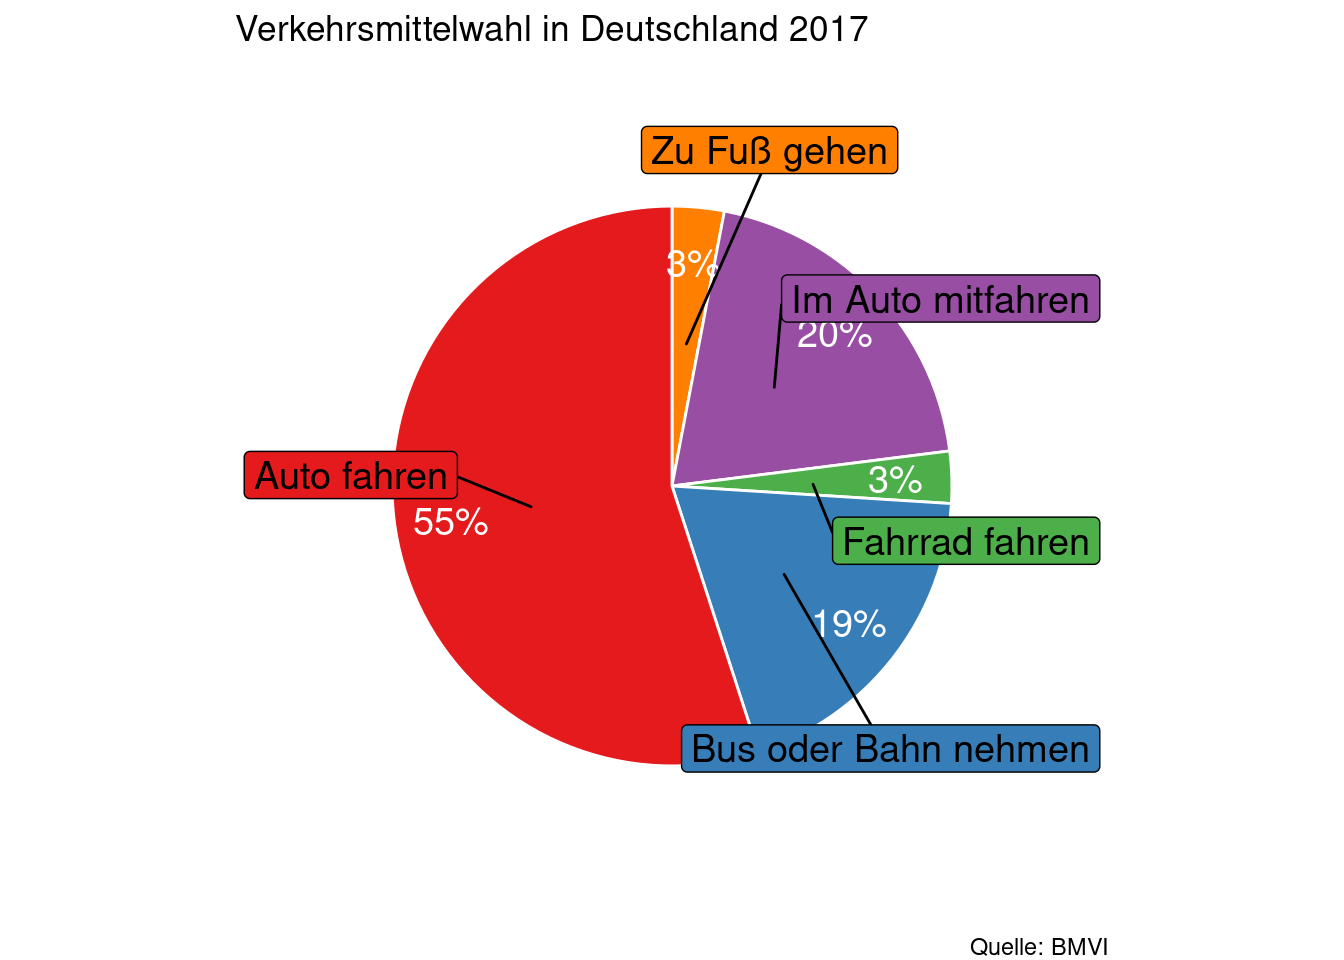 Verkehrsmittelwahl in Deutschland 2017
Zu Fuß gehen
3%
Im Auto mitfahren
20%
Auto fahren
3%
55%
Fahrrad fahren
19%
Bus oder Bahn nehmen
Quelle: BMVI